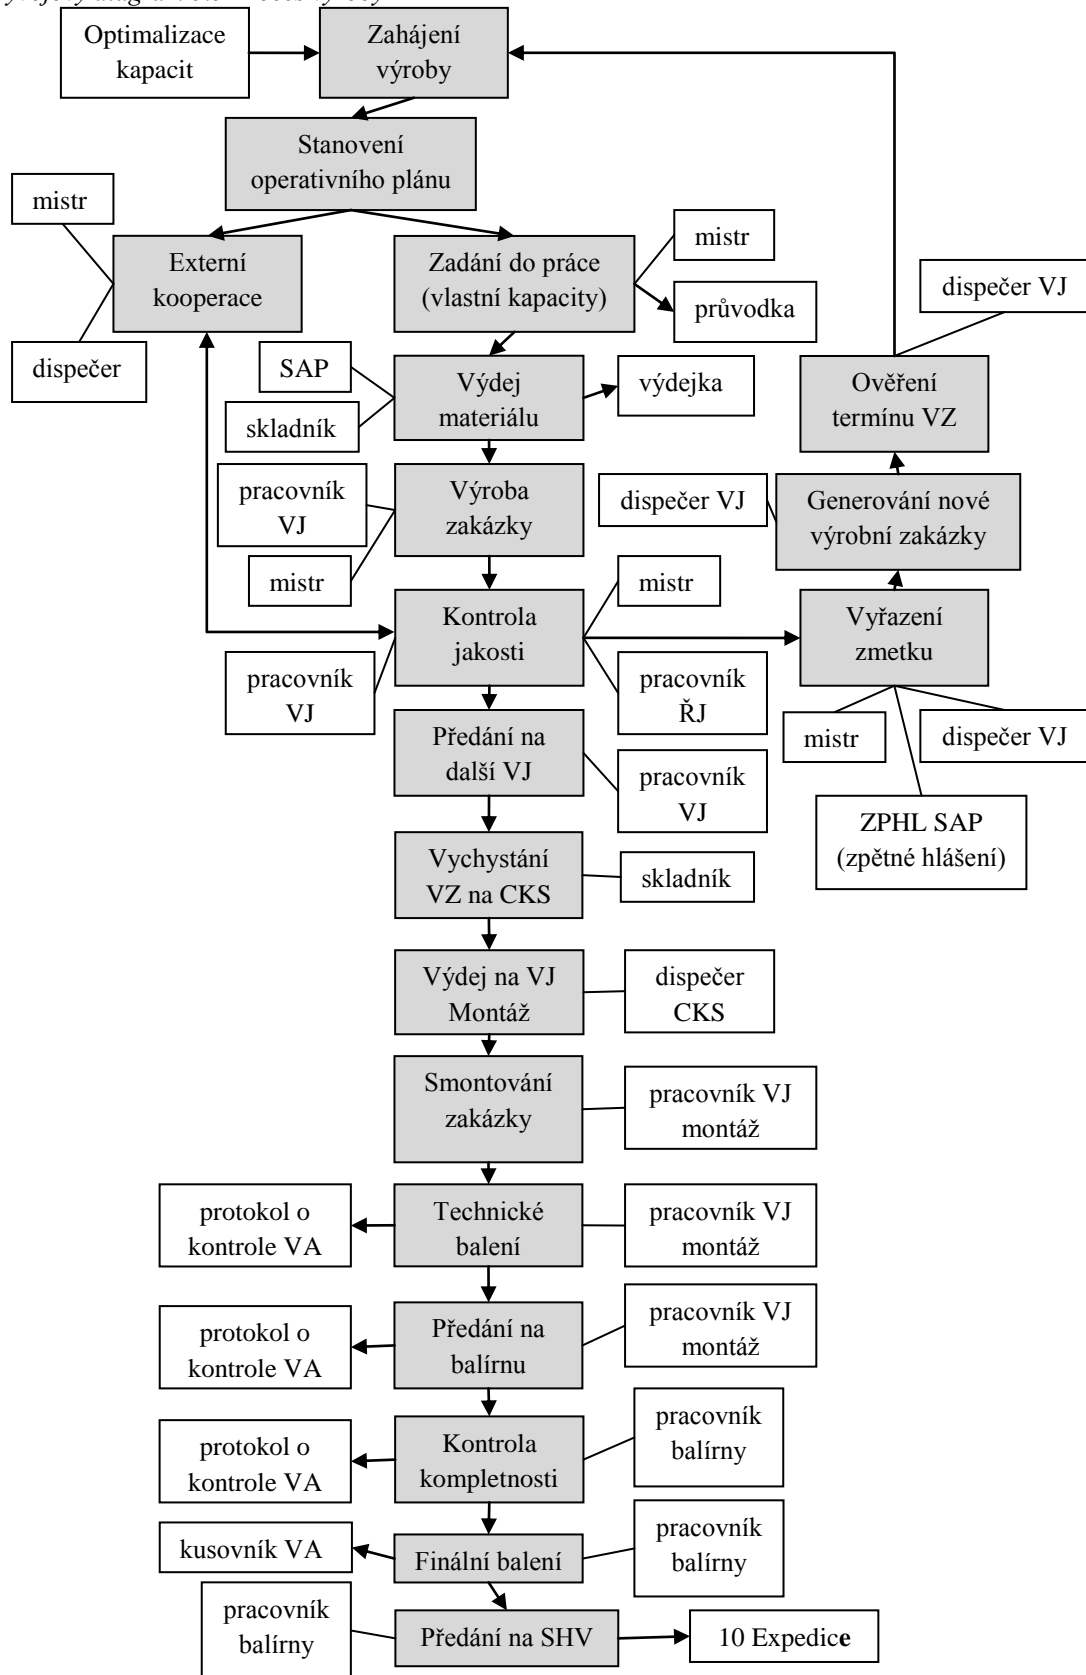 Optimalizace
kapacit
Zahájení
výroby
Stanovení
operativního plánu
mistr
Externí
kooperace
Zadání do práce
(vlastní kapacity)
mistr
průvodka
dispečer VJ
dispečer
SAP
skladník
Výdej
materiálu
výdejka
Ověření
termínu VZ
pracovník
VJ
mistr
Výroba
zakázky
dispečer VJ
Generování nové
výrobní zakázky
Kontrola
jakosti
mistr
Vyřazení
zmetku
pracovník
VJ
pracovník
ŘJ
mistr
dispečer VJ
Předání na
další VJ
pracovník
VJ
ZPHL SAP
(zpětné hlášení)
Vychystání
VZ na CKS
skladník
Výdej na VJ
Montáž
dispečer
CKS
Smontování
zakázky
pracovník VJ
montáž
protokol o
kontrole VA
Technické
balení
pracovník VJ
montáž
protokol o
kontrole VA
Předání na
balírnu
pracovník VJ
montáž
protokol o
kontrole VA
Kontrola
kompletnosti
pracovník
balírny
kusovník VA
Finální balení
pracovník
balírny
pracovník
balírny
Předání na SHV
10 Expedice